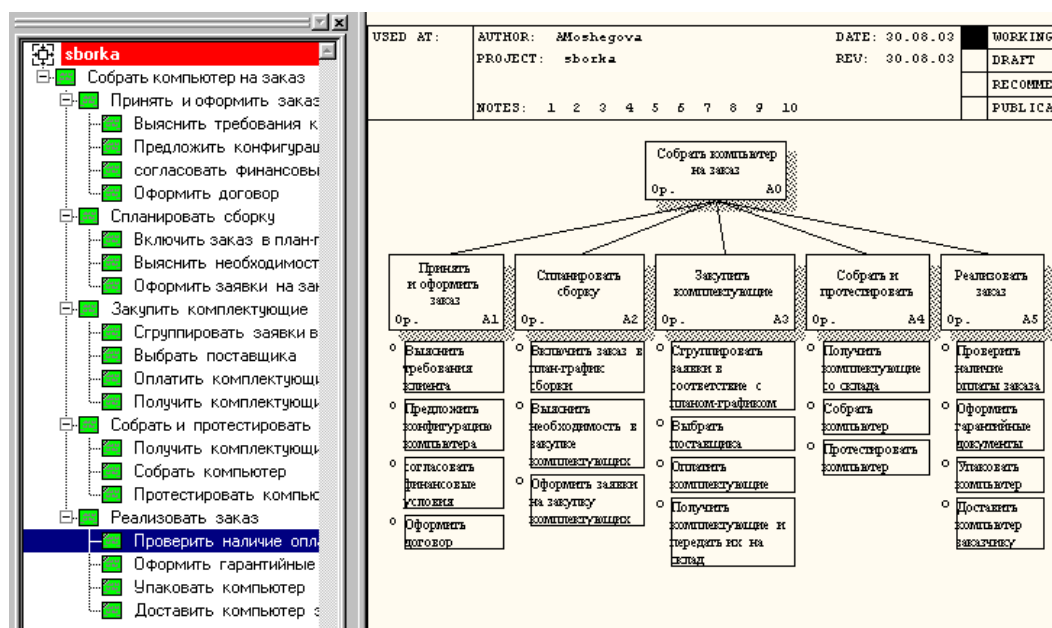 sborka
Собрать компьютер на заказ
Принять и оформить заказ
Выяснить требования к
Предложить конфигурац
согласовать финансовы
Оформить договор
Спланировать сборку
Включить заказ в план-г
Выяснить необходимост
Оформить заявки на зак
Закупить комплектующие
Сгруппировать заявки в
Выбрать поставщика
Оплатить комплектующ
Получить комплектующ
Собрать и протестировать
Получить комплектующ
Собрать компьютер
Протестировать компью
Реализовать заказ
Проверить наличие опл
Оформить гарантийные
Упаковать компьютер
Доставить компьютер з
USED AT:
AUTHOR: AMoshegova
DATE: 30.08.03
WORKING
PROJECT: sborka
REV: 30.08.03
DRAFT
RECOMME
NOTES: 1 2 3 4 5 6 7 8 9 10
PUBLICA
Собрать компьютер
на заказ
0р. A0
Принять
и оформить
заказ
0р. A1
Спланировать
сборку
0р. A2
Закупить
комплектующие
0р. A3
Собрать и
протестировать
0р. A4
Реализовать
заказ
0р. A5
Выяснить
требования
клиента
Предложить
конфигурацию
компьютера
согласовать
финансовые
условия
Оформить
договор
Включить заказ в
план-график
сборки
Выяснить
необходимость в
закупке
комплектующих
Оформить заявки
на закупку
комплектующих
Сгруппировать
заявки в
соответствие с
планом-графиком
Выбрать
поставщика
Оплатить
комплектующие
Получить
комплектующие и
передать их на
склад
Получить
комплектующие
со склада
Собрать
компьютер
Протестировать
компьютер
Проверить
наличие
оплаты заказа
Оформить
гарантийные
документы
Упаковать
компьютер
Доставить
компьютер
заказчику